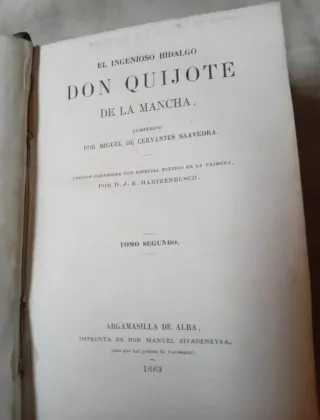 EL INGENIOSO HIDALGO
DON QUIJOTE
DE LA MANCHA,
COMPUESTO
POR MIGUEL DE CERVANTES SAAVEDRA.
EDICION CORREGIDA CON ESPECIAL ESTUDIO DE LA PRIMERA,
POR D. J. E. HARTZENBUSCH.
TOMO SEGUNDO.
ARGAMASILLA DE ALBA,
IMPRENTA DE DON MANUEL RIVADENEYRA,
(casa que fué prision de Cervantes)
1863